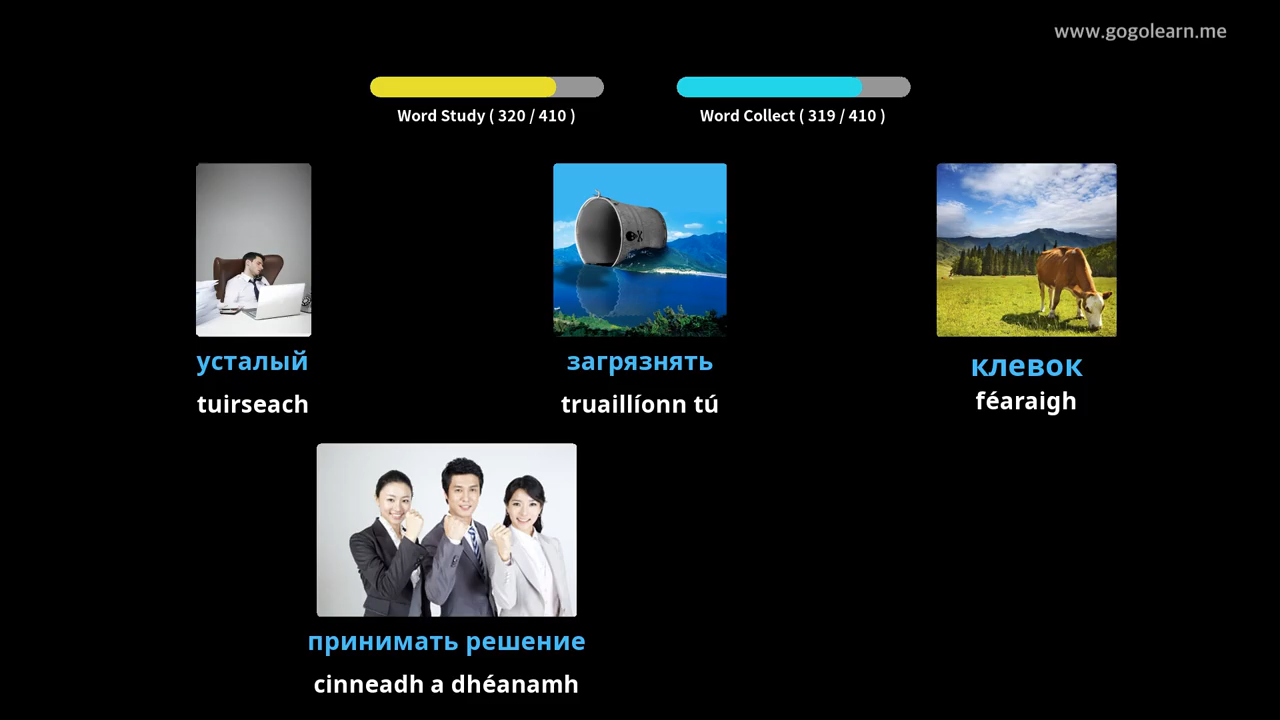 www.gogolearn.me
Word Study ( 320 / 410 )
Word Collect ( 319 / 410 )
усталый
загрязнять
клевок
tuirseach
truaillíonn tú
féaraigh
принимать решение
cinneadh a dhéanamh